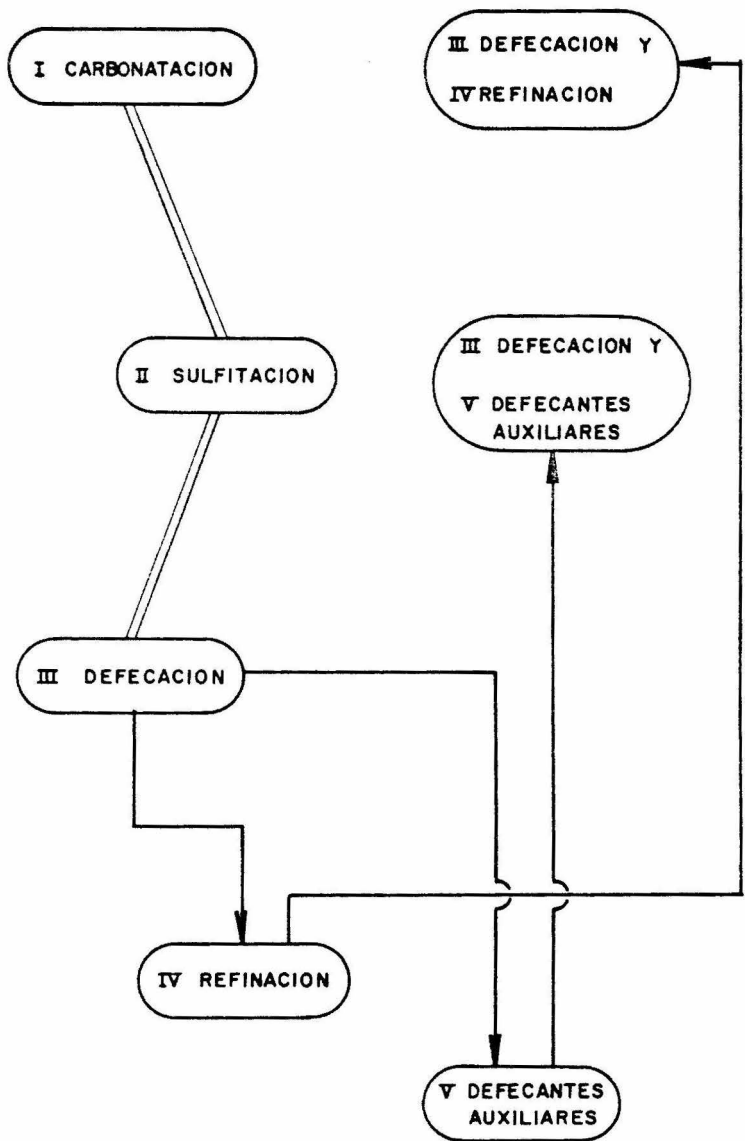 I CARBONATACION
III DEFECACION Y
IV REFINACION
II SULFITACION
III DEFECACION Y
V DEFECANTES
AUXILIARES
III DEFECACION
IV REFINACION
V DEFECANTES
AUXILIARES